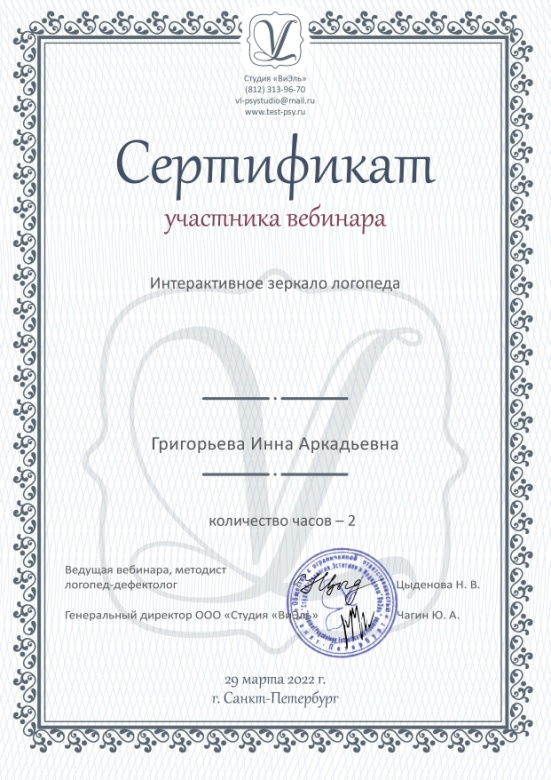 VL
Студия «ВиЭль»
(812) 313-96-70
vl-psystudio@mail.ru
www.test-psy.ru
Сертификат
участника вебинара
Интерактивное зеркало логопеда
Григорьева Инна Аркадьевна
количество часов – 2
Ведущая вебинара, методист
логопед-дефектолог
Цыденова Н. В.
Генеральный директор ООО «Студия «ВиЭль»
Чагин Ю. А.
29 марта 2022 г.
г. Санкт-Петербург